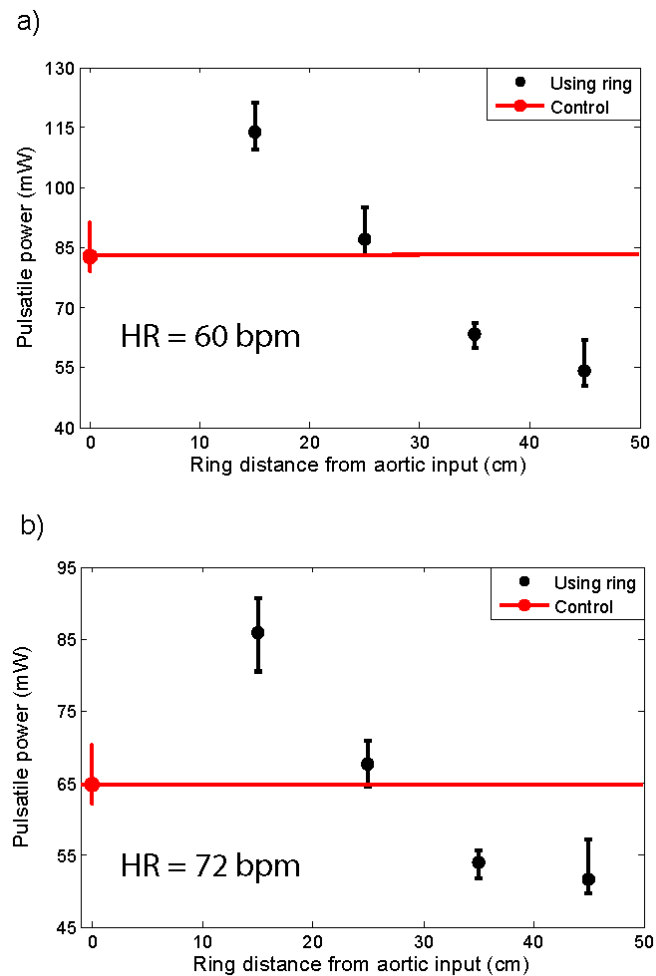 a)
130
115
100
85
70
55
40
Pulsatile power (mW)
Using ring
Control
HR = 60 bpm
0 10 20 30 40 50
Ring distance from aortic input (cm)
b)
95
85
75
65
55
45
Pulsatile power (mW)
Using ring
Control
HR = 72 bpm
0 10 20 30 40 50
Ring distance from aortic input (cm)